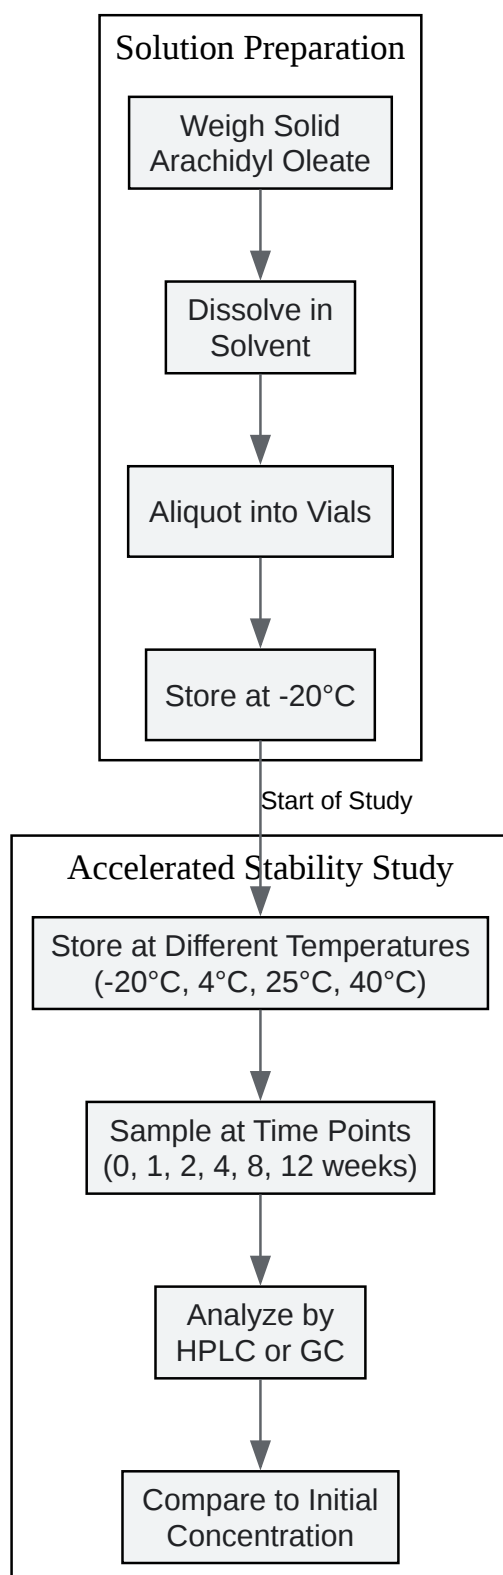 Solution Preparation
Weigh Solid
Arachidyl Oleate
Dissolve in
Solvent
Aliquot into Vials
Store at -20°C
Start of Study
Accelerated Stability Study
Store at Different Temperatures
(-20°C, 4°C, 25°C, 40°C)
Sample at Time Points
(0, 1, 2, 4, 8, 12 weeks)
Analyze by
HPLC or GC
Compare to Initial
Concentration